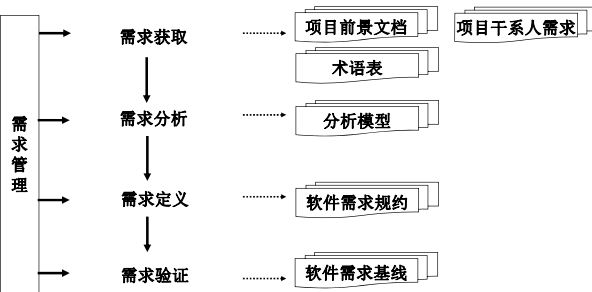 需求管理
需求获取
项目前景文档
项目干系人需求
术语表
需求分析
分析模型
需求定义
软件需求规约
需求验证
软件需求基线